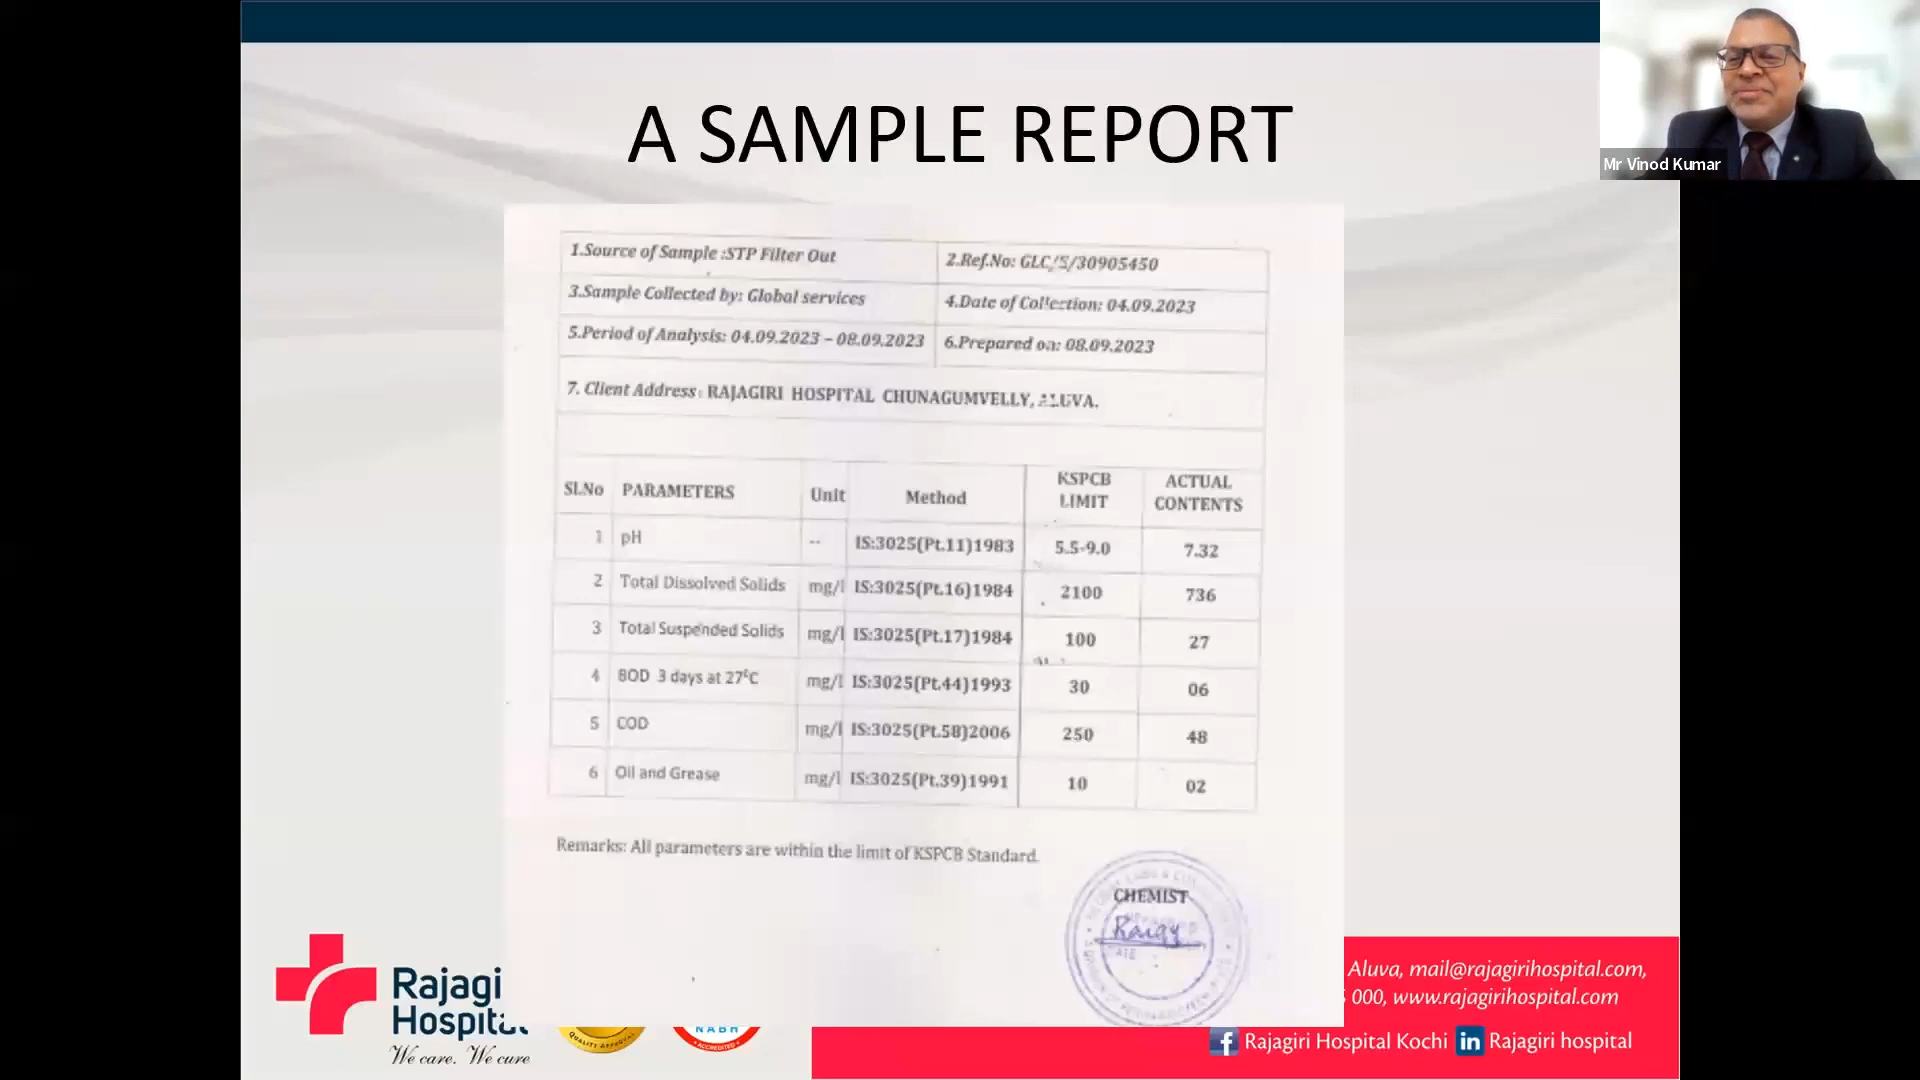 A SAMPLE REPORT
Mr Vinod Kumar
1.Source of Sample :STP Filter Out
2.Ref.No: GLC/S/30905450
3.Sample Collected by: Global services
4.Date of Collection: 04.09.2023
5.Period of Analysis: 04.09.2023 – 08.09.2023
6.Prepared on: 08.09.2023
7. Client Address: RAJAGIRI HOSPITAL CHUNAGUMVELLY, ALUVA.
Sl.No PARAMETERS Unit Method KSPCB LIMIT ACTUAL CONTENTS
1 pH -- IS:3025(Pt.11)1983 5.5-9.0 7.32
2 Total Dissolved Solids mg/l IS:3025(Pt.16)1984 2100 736
3 Total Suspended Solids mg/l IS:3025(Pt.17)1984 100 27
4 BOD 3 days at 27°C mg/l IS:3025(Pt.44)1993 30 06
5 COD mg/l IS:3025(Pt.58)2006 250 48
6 Oil and Grease mg/l IS:3025(Pt.39)1991 10 02
Remarks: All parameters are within the limit of KSPCB Standard.
CHEMIST
Rajagi
Hospital
We care. We cure
QUALITY APPROVAL
NABH
ACCREDITED
Aluva, mail@rajagirihospital.com,
000, www.rajagirihospital.com
Rajagiri Hospital Kochi in Rajagiri hospital